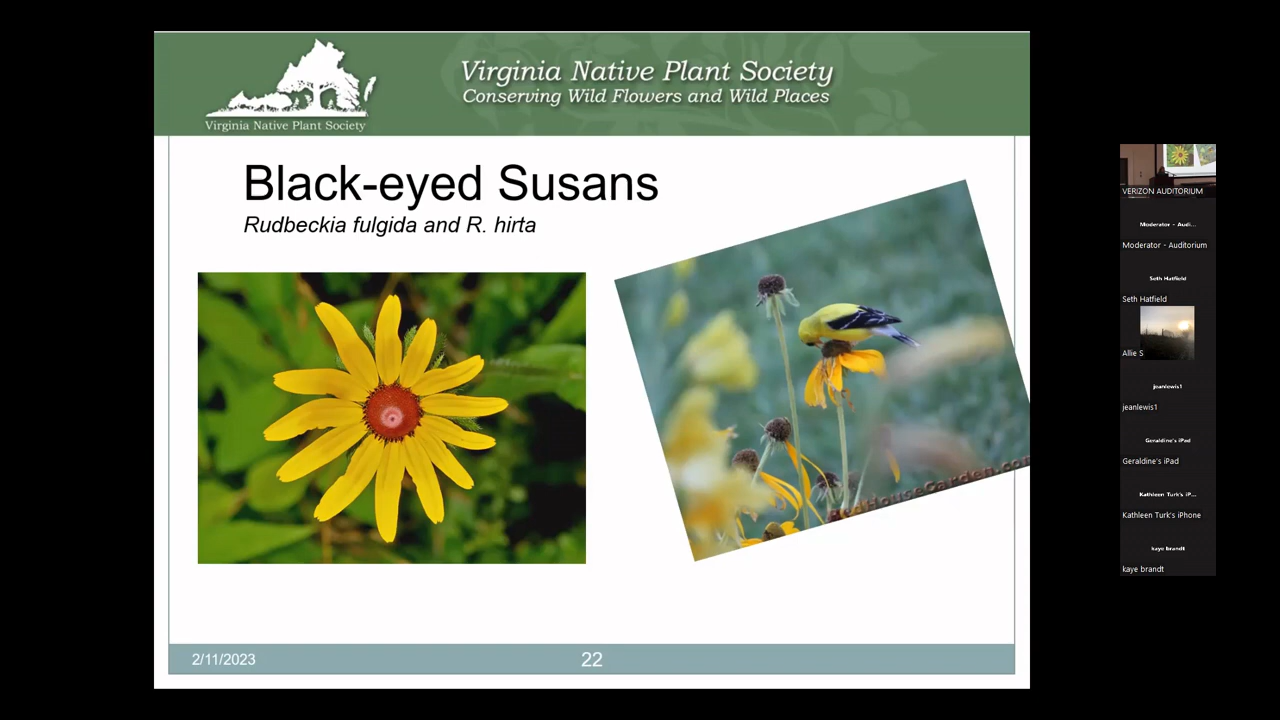 Virginia Native Plant Society
Conserving Wild Flowers and Wild Places
Virginia Native Plant Society
Black-eyed Susans
Rudbeckia fulgida and R. hirta
HouseGarden.com
2/11/2023
22
VERIZON AUDITORIUM
Moderator - Audi...
Moderator - Auditorium
Seth Hatfield
Seth Hatfield
Allie S
jeanlewis1
jeanlewis1
Geraldine's iPad
Geraldine's iPad
Kathleen Turk's iP...
Kathleen Turk's iPhone
kaye brandt
kaye brandt